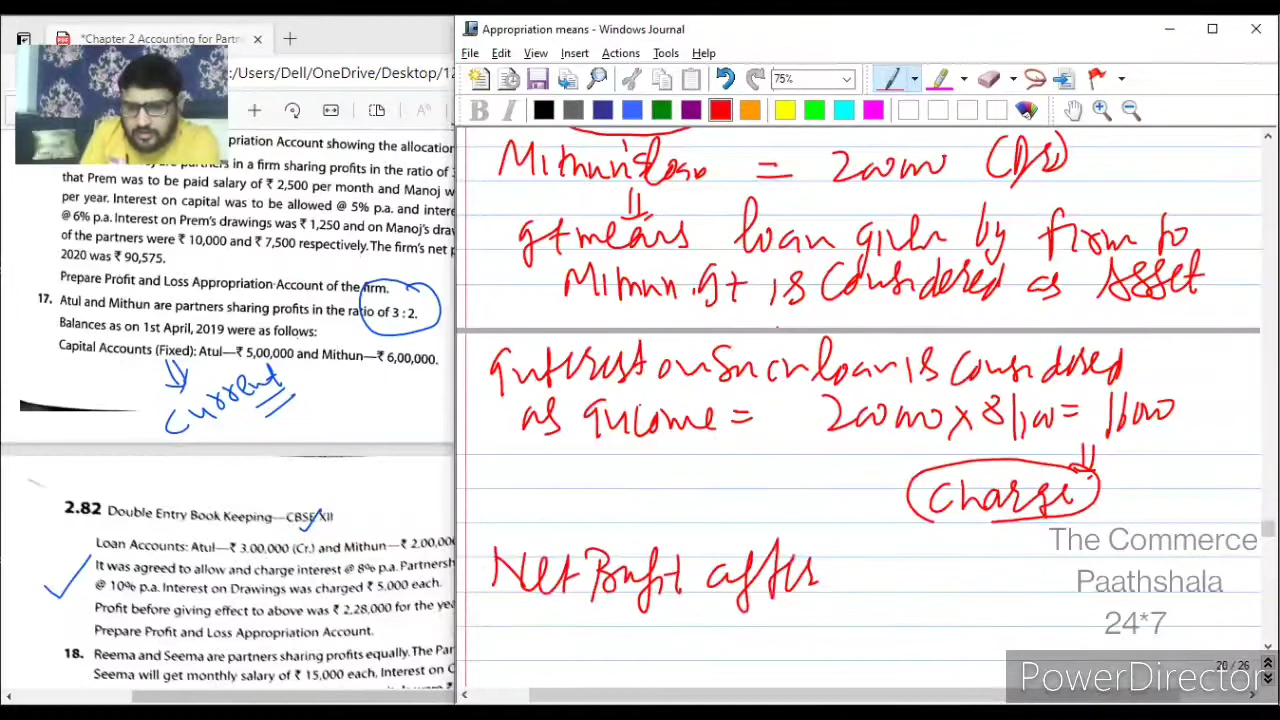 *Chapter 2 Accounting for Partn
:/Users/Dell/OneDrive/Desktop/12
priation Account showing the allocation
in a firm sharing profits in the ratio of 3
that Prem was to be paid salary of ₹ 2,500 per month and Manoj w
per year. Interest on capital was to be allowed @ 5% p.a. and intere
@ 6% p.a. Interest on Prem's drawings was ₹ 1,250 and on Manoj's draw
of the partners were ₹ 10,000 and ₹ 7,500 respectively. The firm's net p
2020 was ₹ 90,575.
Prepare Profit and Loss Appropriation Account of the firm.
17. Atul and Mithun are partners sharing profits in the ratio of 3 : 2.
Balances as on 1st April, 2019 were as follows:
Capital Accounts (Fixed): Atul—₹ 5,00,000 and Mithun—₹ 6,00,000.
Current
2.82 Double Entry Book Keeping—CBSE XII
Loan Accounts: Atul—₹ 3,00,000 (Cr.) and Mithun—₹ 2,00,00
It was agreed to allow and charge interest @ 8% p.a. Partnersh
@ 10% p.a. Interest on Drawings was charged ₹ 5,000 each.
Profit before giving effect to above was ₹ 2,28,000 for the yea
Prepare Profit and Loss Appropriation Account.
18. Reema and Seema are partners sharing profits equally. The Par
Seema will get monthly salary of ₹ 15,000 each. Interest on C
Appropriation means - Windows Journal
File Edit View Insert Actions Tools Help
75%
B I
Mithun's loan = 200000 (Dr)
It means loan given by firm to
Mithun. It is Considered as Asset
Interest on Such loan is Considered
as Income = 200000 x 8/100 = 16000
Charge
Net Profit after
The Commerce
Paathshala
24*7
20 / 26
PowerDirector